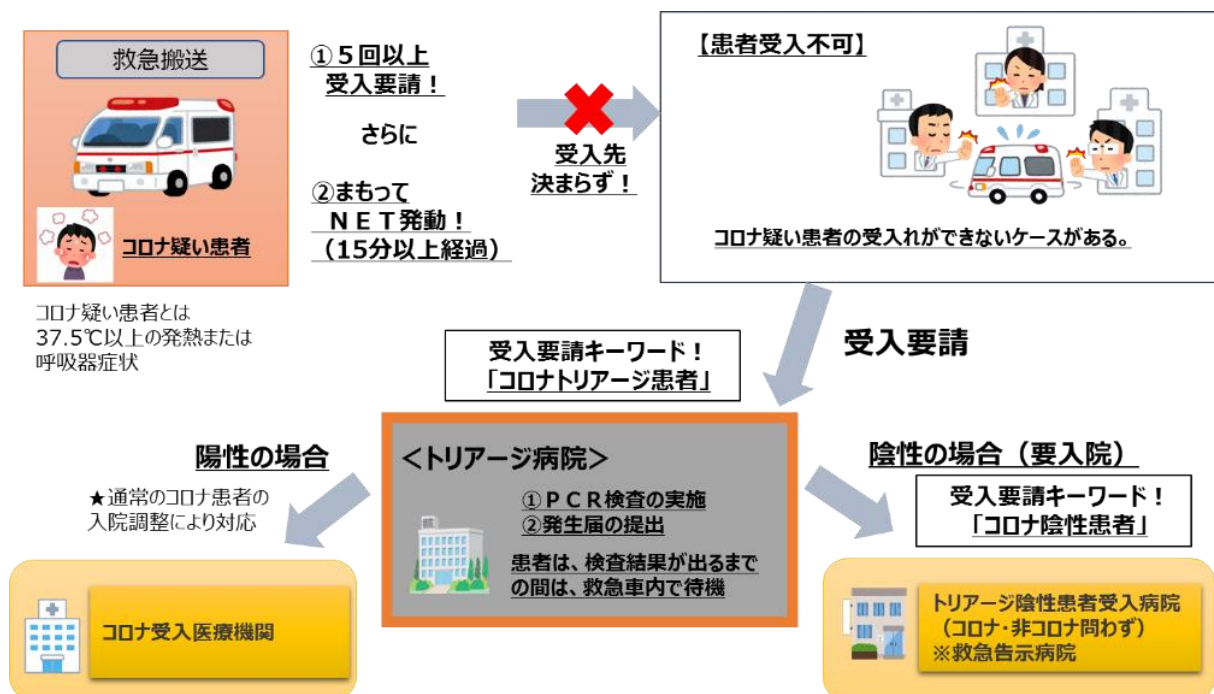 救急搬送
コロナ疑い患者
コロナ疑い患者とは
37.5℃以上の発熱または
呼吸器症状
①５回以上
受入要請！
さらに
②まもって
ＮＥＴ発動！
（15分以上経過）
受入先
決まらず！
【患者受入不可】
コロナ疑い患者の受入れができないケースがある。
受入要請
受入要請キーワード！
「コロナトリアージ患者」
＜トリアージ病院＞
①ＰＣＲ検査の実施
②発生届の提出
患者は、検査結果が出るまで
の間は、救急車内で待機
陽性の場合
★通常のコロナ患者の
入院調整により対応
コロナ受入医療機関
陰性の場合（要入院）
受入要請キーワード！
「コロナ陰性患者」
トリアージ陰性患者受入病院
（コロナ・非コロナ問わず）
※救急告示病院